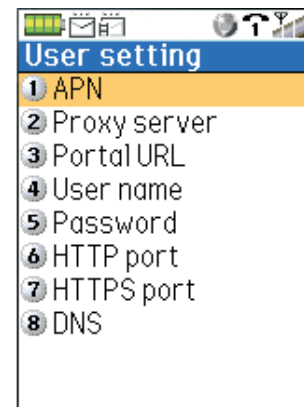 User setting
1 APN
2 Proxy server
3 Portal URL
4 User name
5 Password
6 HTTP port
7 HTTPS port
8 DNS